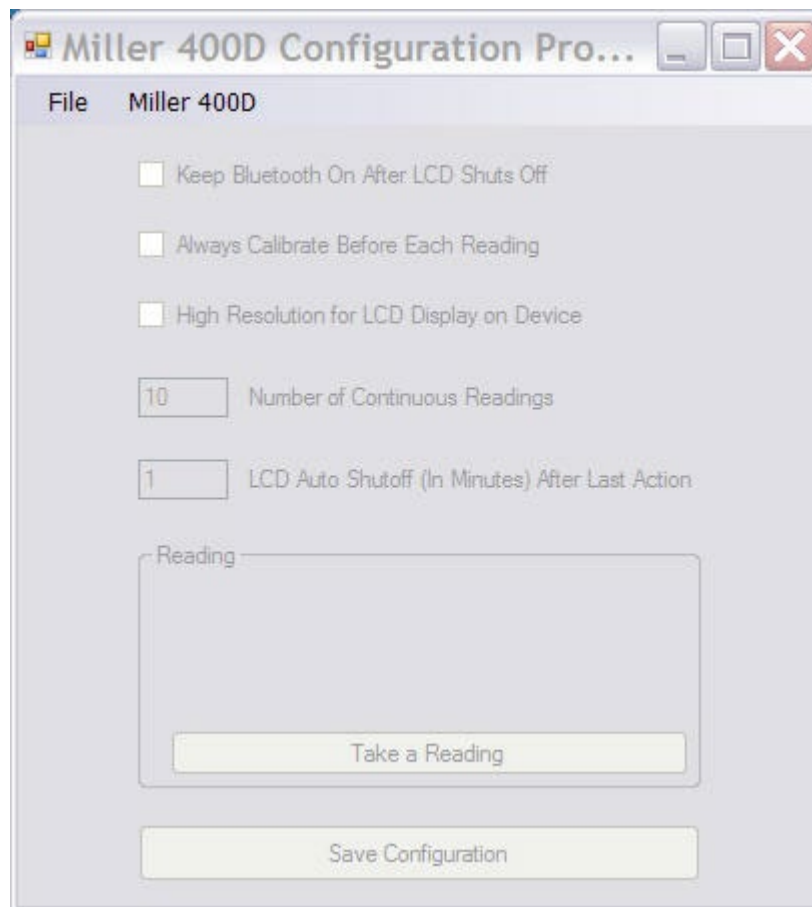 Miller 400D Configuration Pro...
File Miller 400D
Keep Bluetooth On After LCD Shuts Off
Always Calibrate Before Each Reading
High Resolution for LCD Display on Device
10 Number of Continuous Readings
1 LCD Auto Shutoff (In Minutes) After Last Action
Reading
Take a Reading
Save Configuration